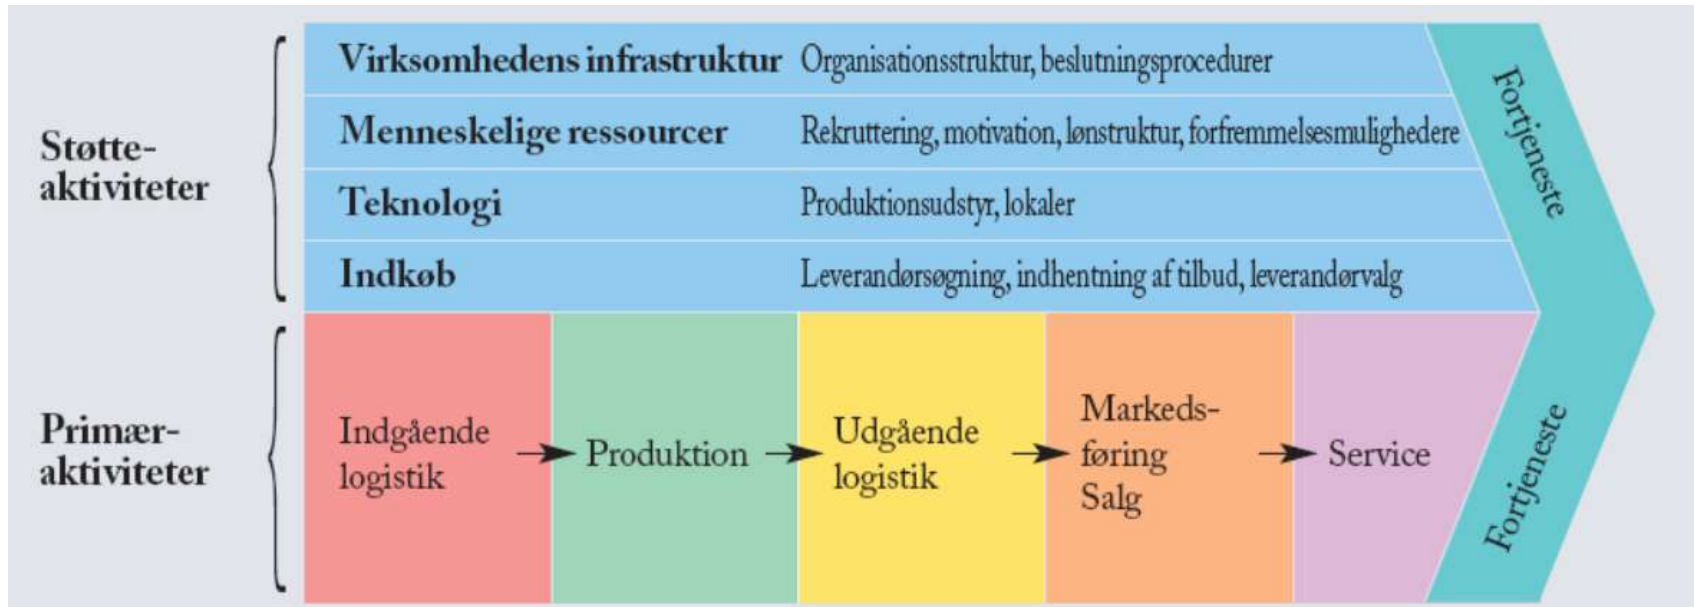 Støtte-
aktiviteter
Virksomhedens infrastruktur Organisationsstruktur, beslutningsprocedurer
Menneskelige ressourcer Rekruttering, motivation, lønstruktur, forfremmelsesmulighedere
Teknologi Produktionsudstyr, lokaler
Indkøb Leverandørsøgning, indhentning af tilbud, leverandørvalg
Fortjeneste
Primær-
aktiviteter
Indgående
logistik
Produktion
Udgående
logistik
Markeds-
føring
Salg
Service
Fortjeneste